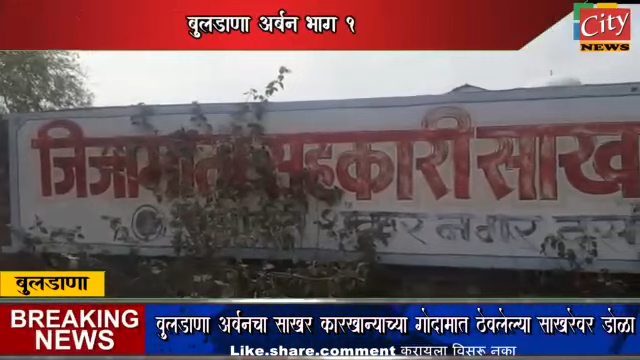 बुलडाणा अर्बन भाग १
City
NEWS
जिजामाता सहकारी साख
नगर
बुलडाणा
BREAKING
NEWS
बुलडाणा अर्बनचा साखर कारखान्याच्या गोदामात ठेवलेल्या साखरेवर डोळा
Like.share.comment करायला विसरू नका